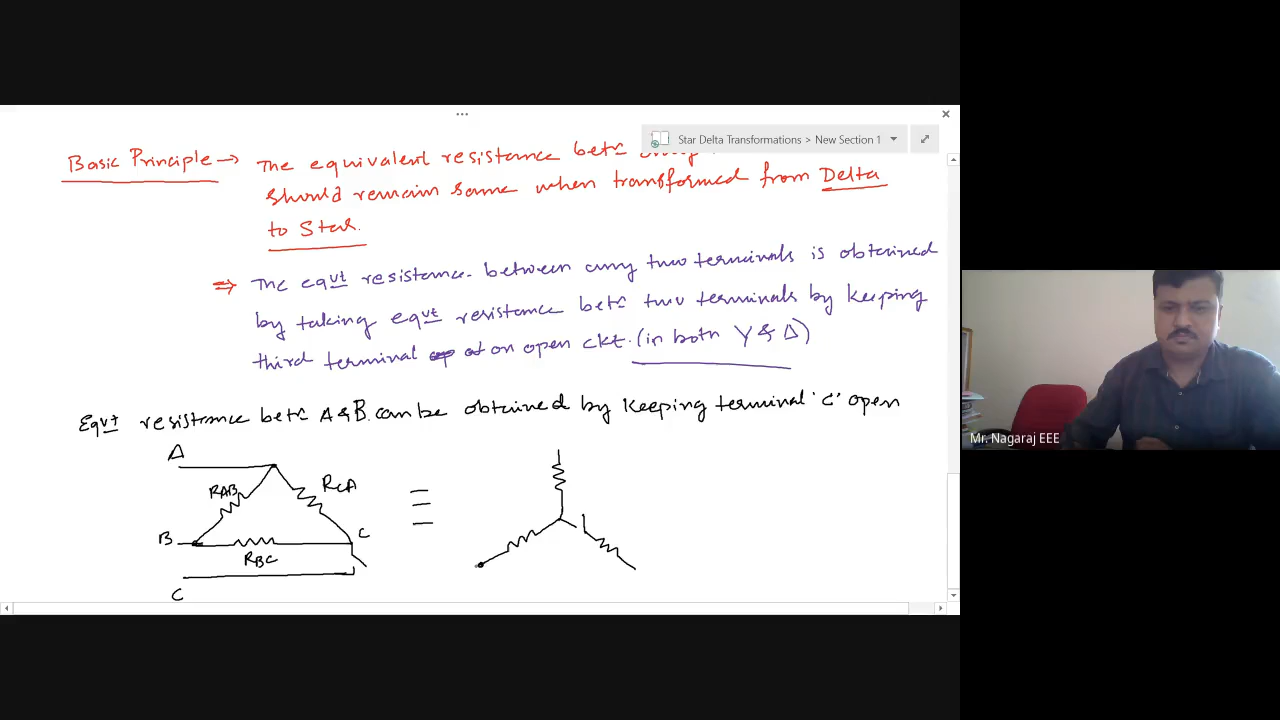 Star Delta Transformations > New Section 1
Basic Principle → The equivalent resistance betn
should remain same when transformed from Delta
to Star.
⇒ The eqvt resistance between any two terminals is obtained
by taking eqvt resistance betn two terminals by keeping
third terminal on open ckt. (in both Y & Δ)
Eqvt resistance betn A & B. can be obtained by keeping terminal 'C' open
A
RAB
RCA
B
C
RBC
C
Mr. Nagaraj EEE